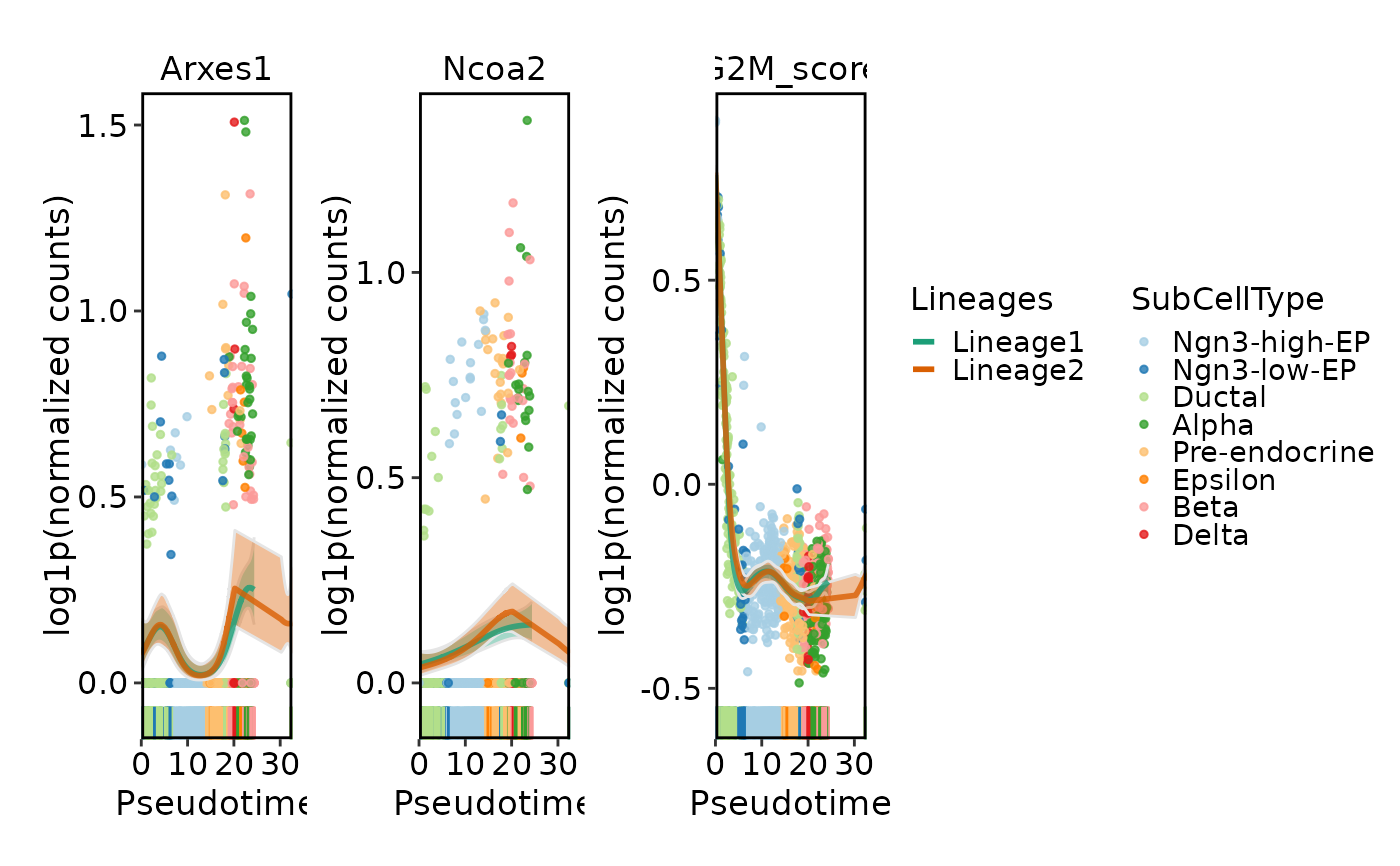 Arxes1
Ncoa2
G2M_score
log1p(normalized counts)
1.5
1.0
0.5
0.0
0 10 20 30
Pseudotime
log1p(normalized counts)
1.0
0.5
0.0
0 10 20 30
Pseudotime
log1p(normalized counts)
0.5
0.0
-0.5
0 10 20 30
Pseudotime
Lineages
Lineage1
Lineage2
SubCellType
Ngn3-high-EP
Ngn3-low-EP
Ductal
Alpha
Pre-endocrine
Epsilon
Beta
Delta